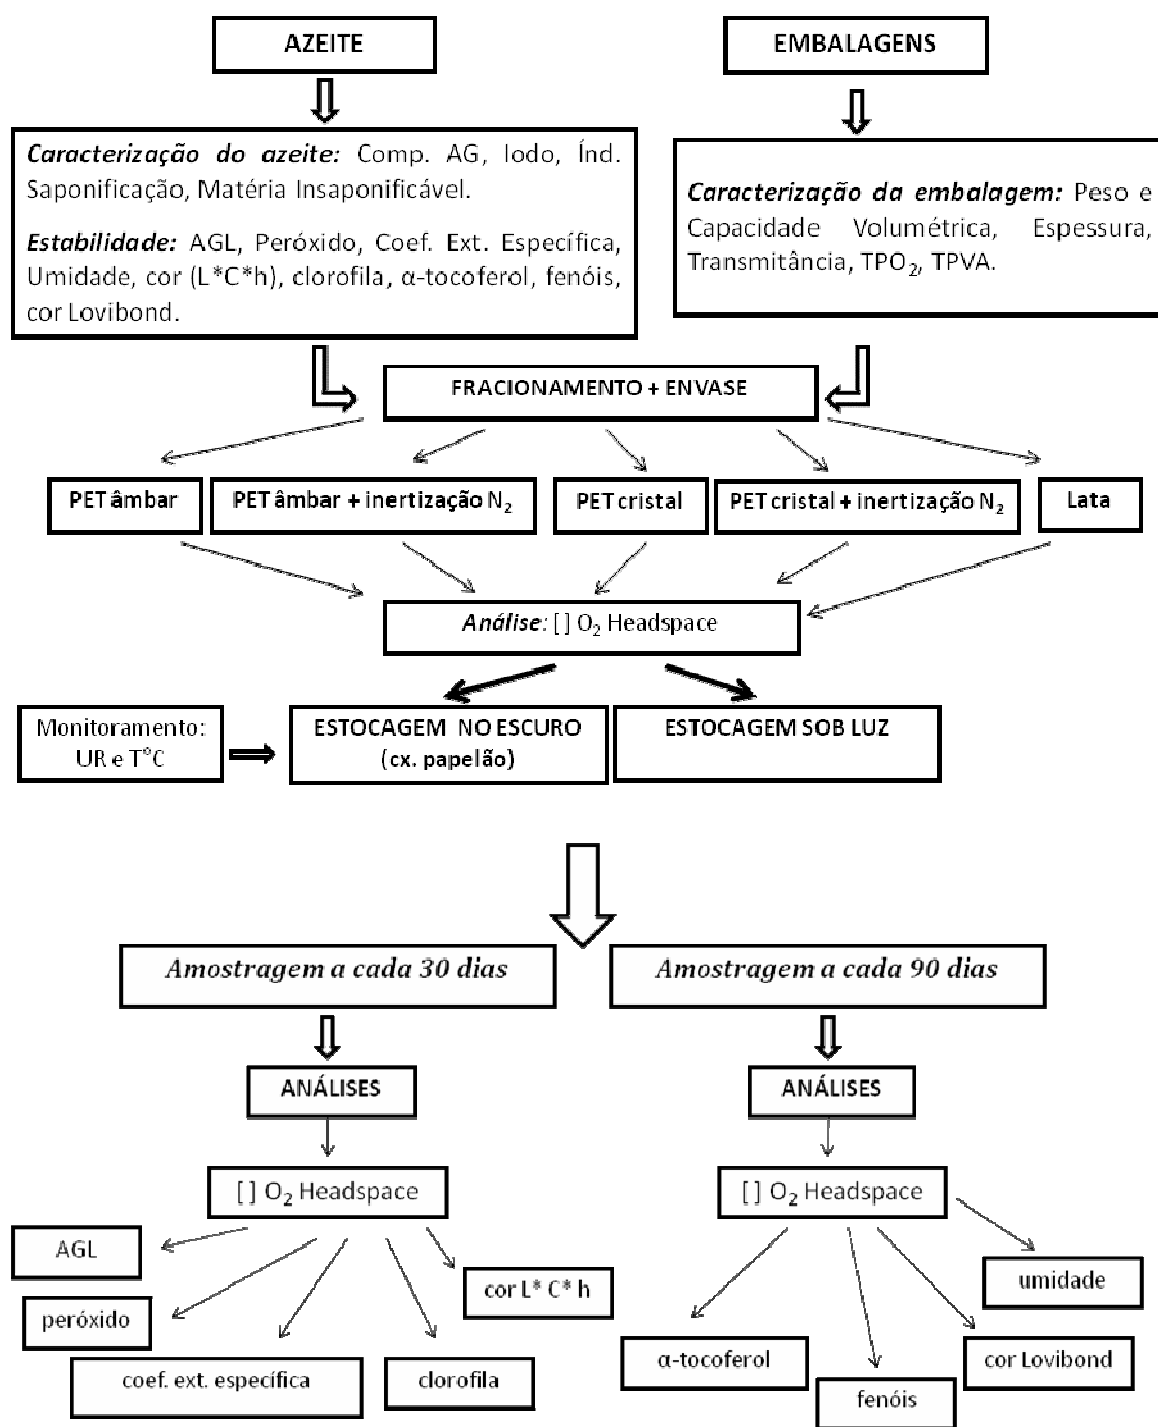 AZEITE
EMBALAGENS
Caracterização do azeite: Comp. AG, Iodo, Índ.
Saponificação, Matéria Insaponificável.
Estabilidade: AGL, Peróxido, Coef. Ext. Específica,
Umidade, cor (L*C*h), clorofila, α-tocoferol, fenóis,
cor Lovibond.
Caracterização da embalagem: Peso e
Capacidade Volumétrica, Espessura,
Transmitância, TPO₂, TPVA.
FRACIONAMENTO + ENVASE
PET âmbar
PET âmbar + inertização N₂
PET cristal
PET cristal + inertização N₂
Lata
Análise: [ ] O₂ Headspace
Monitoramento:
UR e T°C
ESTOCAGEM NO ESCURO
(cx. papelão)
ESTOCAGEM SOB LUZ
Amostragem a cada 30 dias
Amostragem a cada 90 dias
ANÁLISES
ANÁLISES
[ ] O₂ Headspace
[ ] O₂ Headspace
AGL
peróxido
coef. ext. específica
clorofila
cor L* C* h
α-tocoferol
fenóis
cor Lovibond
umidade